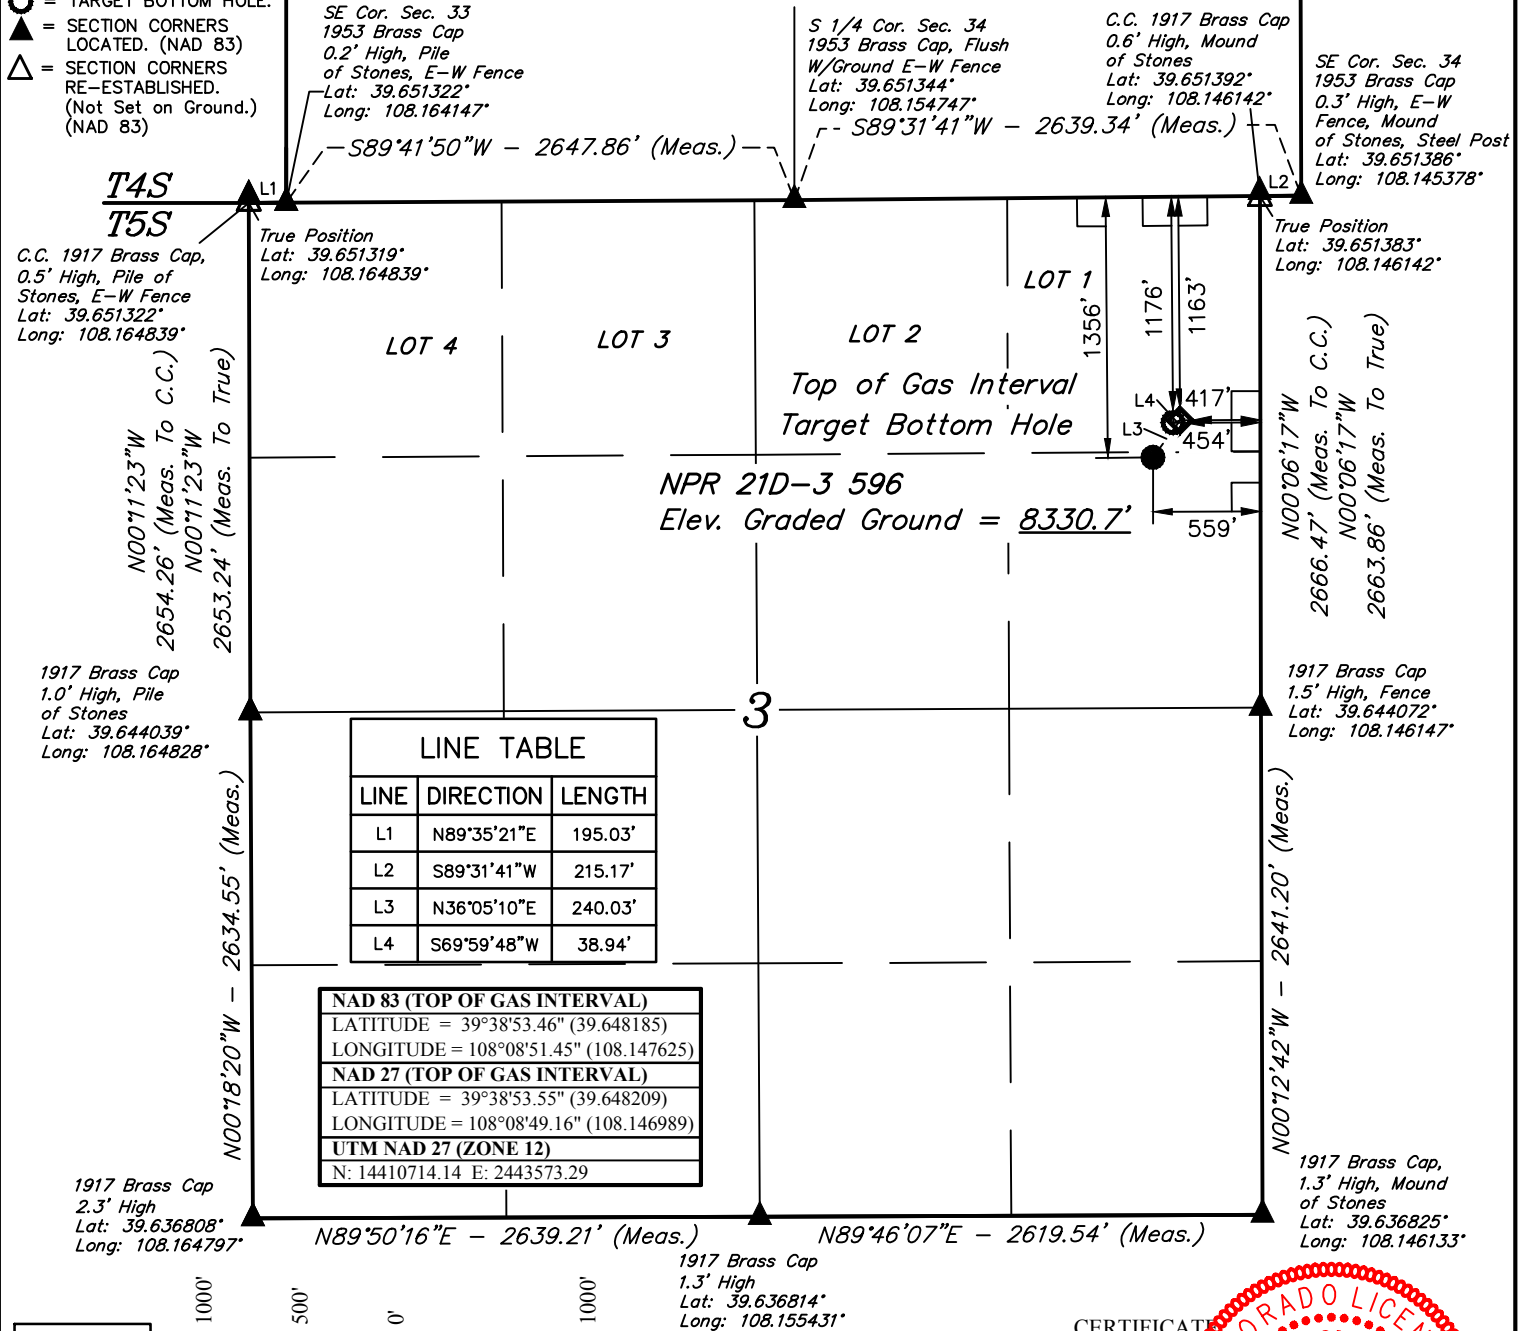 = TARGET BOTTOM HOLE.
= SECTION CORNERS
LOCATED. (NAD 83)
= SECTION CORNERS
RE-ESTABLISHED.
(Not Set on Ground.)
(NAD 83)
SE Cor. Sec. 33
1953 Brass Cap
0.2' High, Pile
of Stones, E-W Fence
Lat: 39.651322°
Long: 108.164147°
S 1/4 Cor. Sec. 34
1953 Brass Cap, Flush
W/Ground E-W Fence
Lat: 39.651344°
Long: 108.154747°
C.C. 1917 Brass Cap
0.6' High, Mound
of Stones
Lat: 39.651392°
Long: 108.146142°
SE Cor. Sec. 34
1953 Brass Cap
0.3' High, E-W
Fence, Mound
of Stones, Steel Post
Lat: 39.651386°
Long: 108.145378°
S89°41'50"W - 2647.86' (Meas.)
S89°31'41"W - 2639.34' (Meas.)
T4S
T5S
L1
L2
C.C. 1917 Brass Cap,
0.5' High, Pile of
Stones, E-W Fence
Lat: 39.651322°
Long: 108.164839°
True Position
Lat: 39.651319°
Long: 108.164839°
True Position
Lat: 39.651383°
Long: 108.146142°
LOT 4
LOT 3
LOT 2
LOT 1
1356'
1176'
1163'
Top of Gas Interval
Target Bottom Hole
L4
L3
417'
454'
559'
NPR 21D-3 596
Elev. Graded Ground = 8330.7'
N00°11'23"W
2654.26' (Meas. To C.C.)
N00°11'23"W
2653.24' (Meas. To True)
N00°06'17"W
2666.47' (Meas. To C.C.)
N00°06'17"W
2663.86' (Meas. To True)
1917 Brass Cap
1.0' High, Pile
of Stones
Lat: 39.644039°
Long: 108.164828°
1917 Brass Cap
1.5' High, Fence
Lat: 39.644072°
Long: 108.146147°
3
LINE TABLE
LINE DIRECTION LENGTH
L1 N89°35'21"E 195.03'
L2 S89°31'41"W 215.17'
L3 N36°05'10"E 240.03'
L4 S69°59'48"W 38.94'
N00°18'20"W - 2634.55' (Meas.)
N00°12'42"W - 2641.20' (Meas.)
NAD 83 (TOP OF GAS INTERVAL)
LATITUDE = 39°38'53.46" (39.648185)
LONGITUDE = 108°08'51.45" (108.147625)
NAD 27 (TOP OF GAS INTERVAL)
LATITUDE = 39°38'53.55" (39.648209)
LONGITUDE = 108°08'49.16" (108.146989)
UTM NAD 27 (ZONE 12)
N: 14410714.14 E: 2443573.29
1917 Brass Cap
2.3' High
Lat: 39.636808°
Long: 108.164797°
N89°50'16"E - 2639.21' (Meas.)
N89°46'07"E - 2619.54' (Meas.)
1917 Brass Cap,
1.3' High, Mound
of Stones
Lat: 39.636825°
Long: 108.146133°
1917 Brass Cap
1.3' High
Lat: 39.636814°
Long: 108.155431°
1000'
500'
0'
1000'
CERTIFICATE
ORADO LICEN